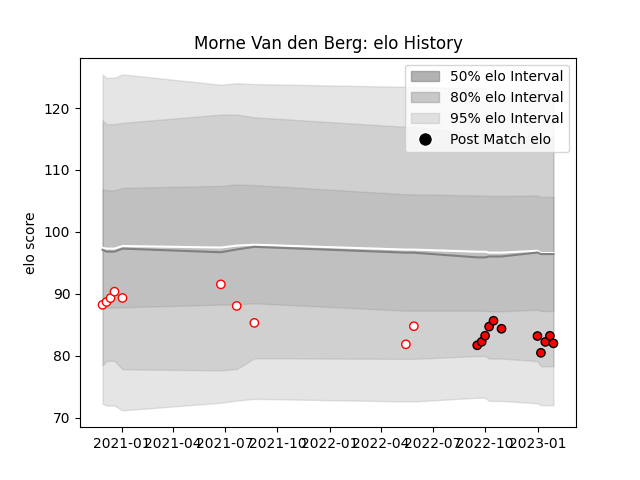 Morne Van den Berg: elo History
50% elo Interval
80% elo Interval
95% elo Interval
Post Match elo
elo score
120
110
100
90
80
70
2021-01 2021-04 2021-07 2021-10 2022-01 2022-04 2022-07 2022-10 2023-01